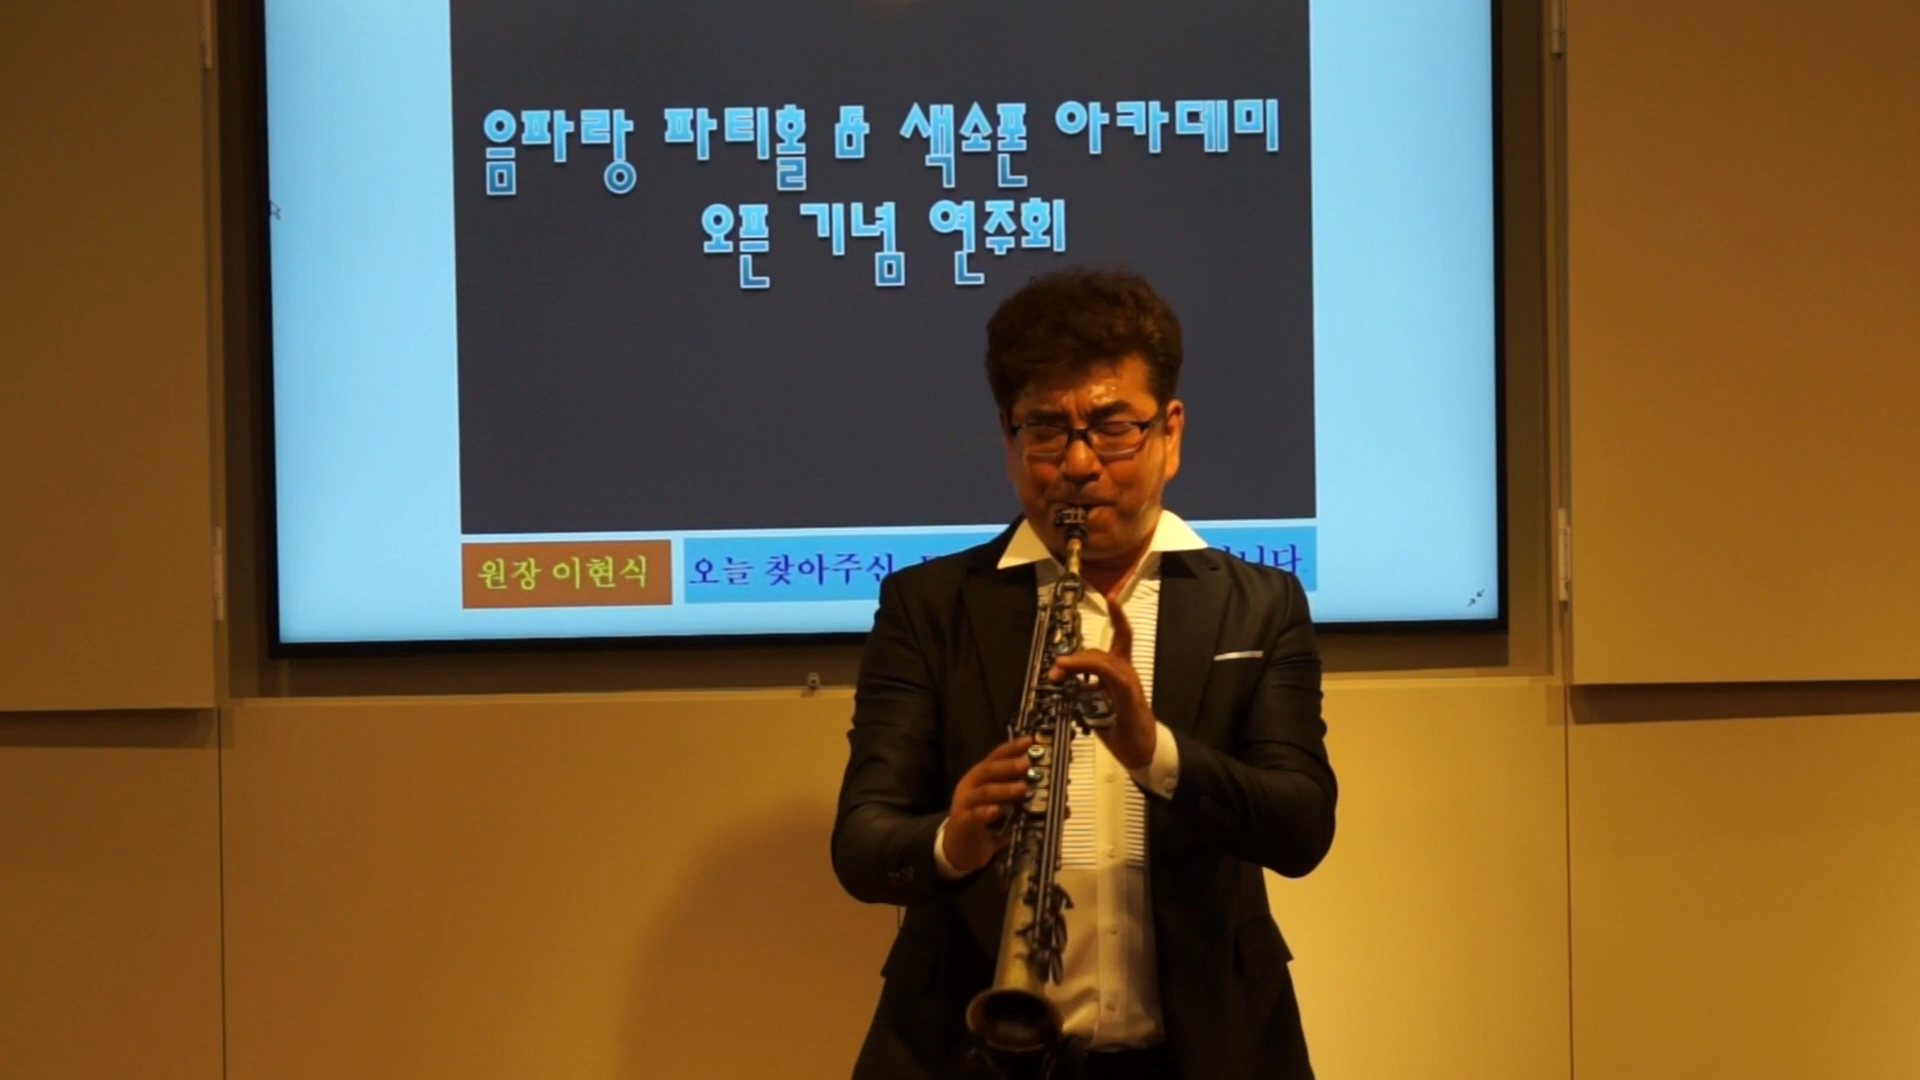 음파랑 파티홀 & 색소폰 아카데미
오픈 기념 연주회
원장 이현식
오늘 찾아주신